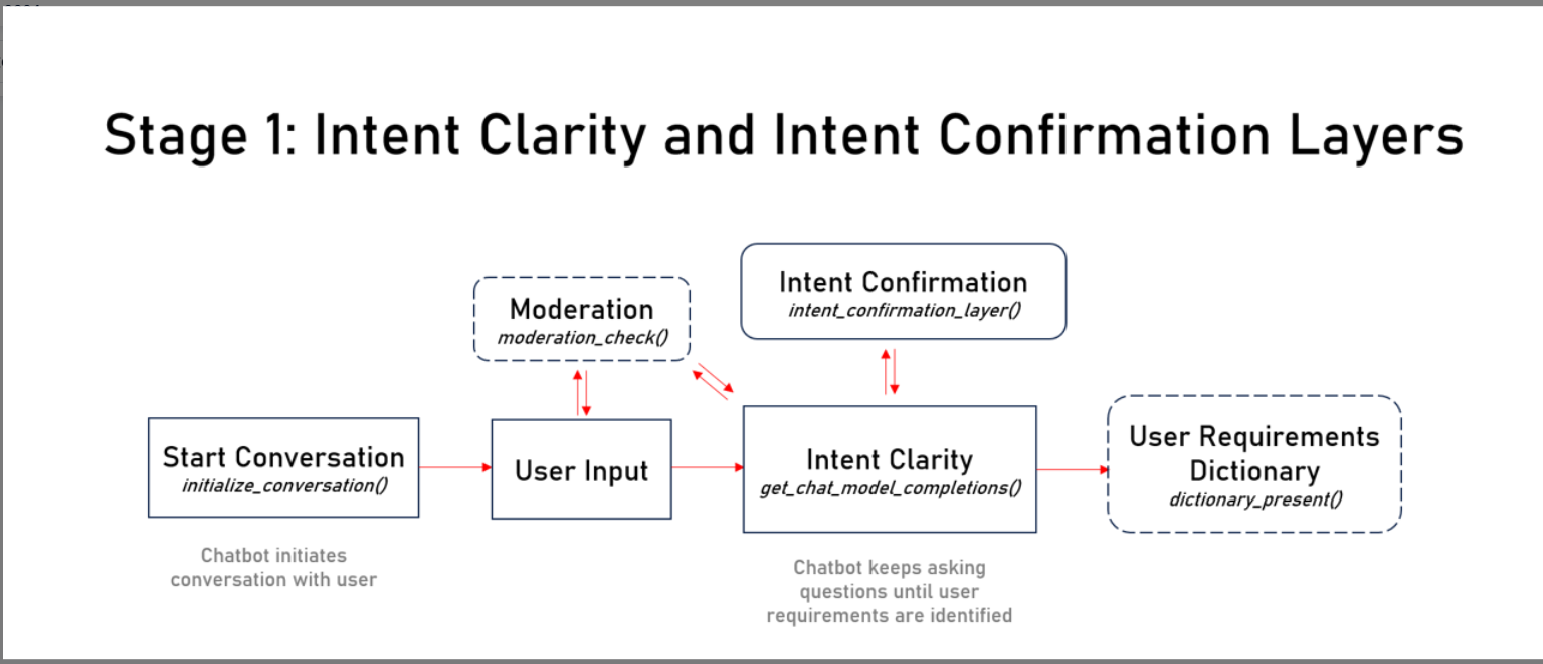 Stage 1: Intent Clarity and Intent Confirmation Layers
Intent Confirmation
intent_confirmation_layer()
Moderation
moderation_check()
Start Conversation
initialize_conversation()
User Input
Intent Clarity
get_chat_model_completions()
User Requirements
Dictionary
dictionary_present()
Chatbot initiates
conversation with user
Chatbot keeps asking
questions until user
requirements are identified